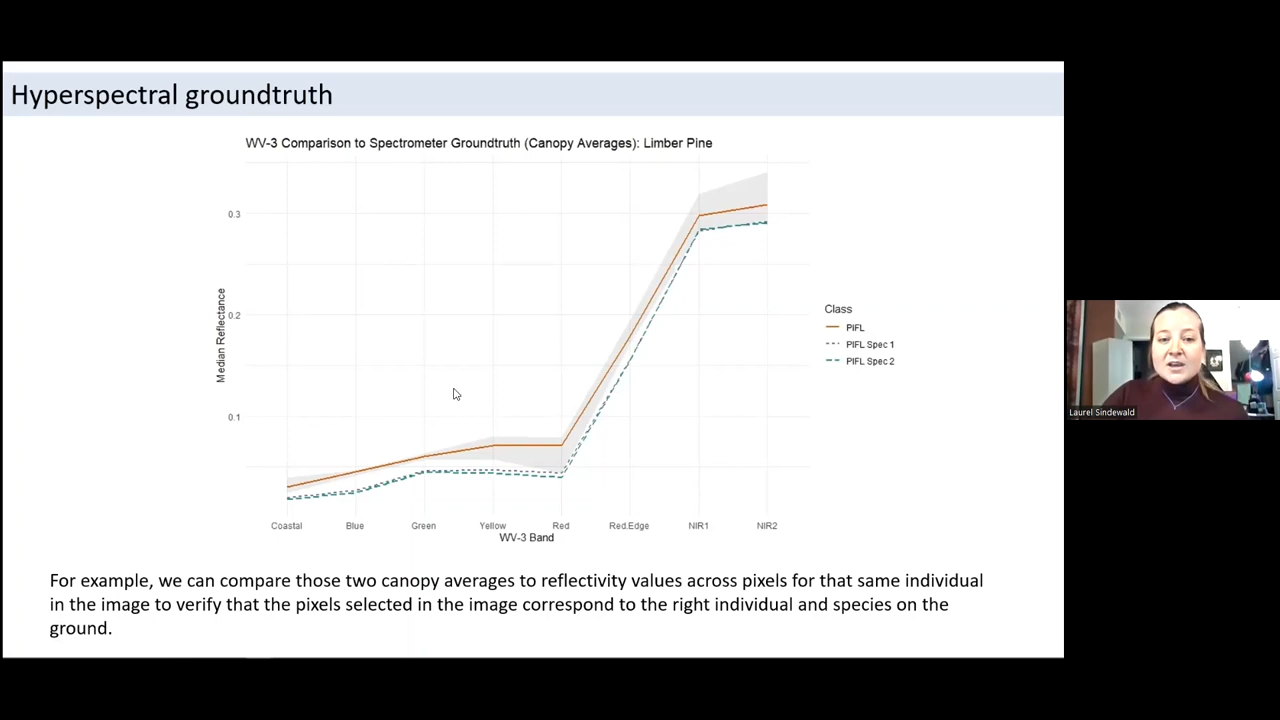 Hyperspectral groundtruth
WV-3 Comparison to Spectrometer Groundtruth (Canopy Averages): Limber Pine
Median Reflectance
0.3
0.2
0.1
Coastal Blue Green Yellow Red Red.Edge NIR1 NIR2
WV-3 Band
Class
PIFL
PIFL Spec 1
PIFL Spec 2
Laurel Sindewald
For example, we can compare those two canopy averages to reflectivity values across pixels for that same individual
in the image to verify that the pixels selected in the image correspond to the right individual and species on the
ground.